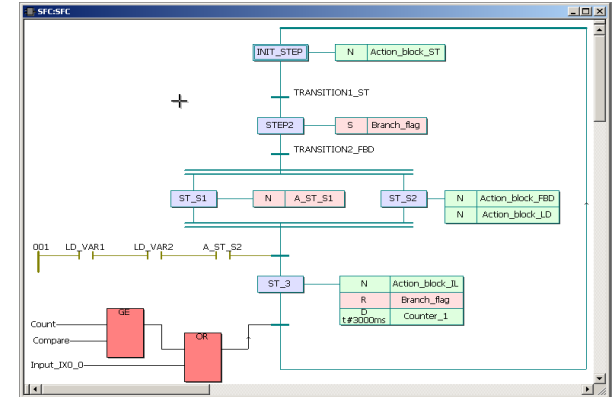 SFC:SFC
INIT_STEP N Action_block_ST
TRANSITION1_ST
STEP2 S Branch_flag
TRANSITION2_FBD
ST_S1 N A_ST_S1 ST_S2 N Action_block_FBD
N Action_block_LD
001 LD_VAR1 LD_VAR2 A_ST_S2
ST_3 N Action_block_IL
R Branch_flag
D t#3000ms Counter_1
GE
Count
Compare
OR
Input_IX0_0